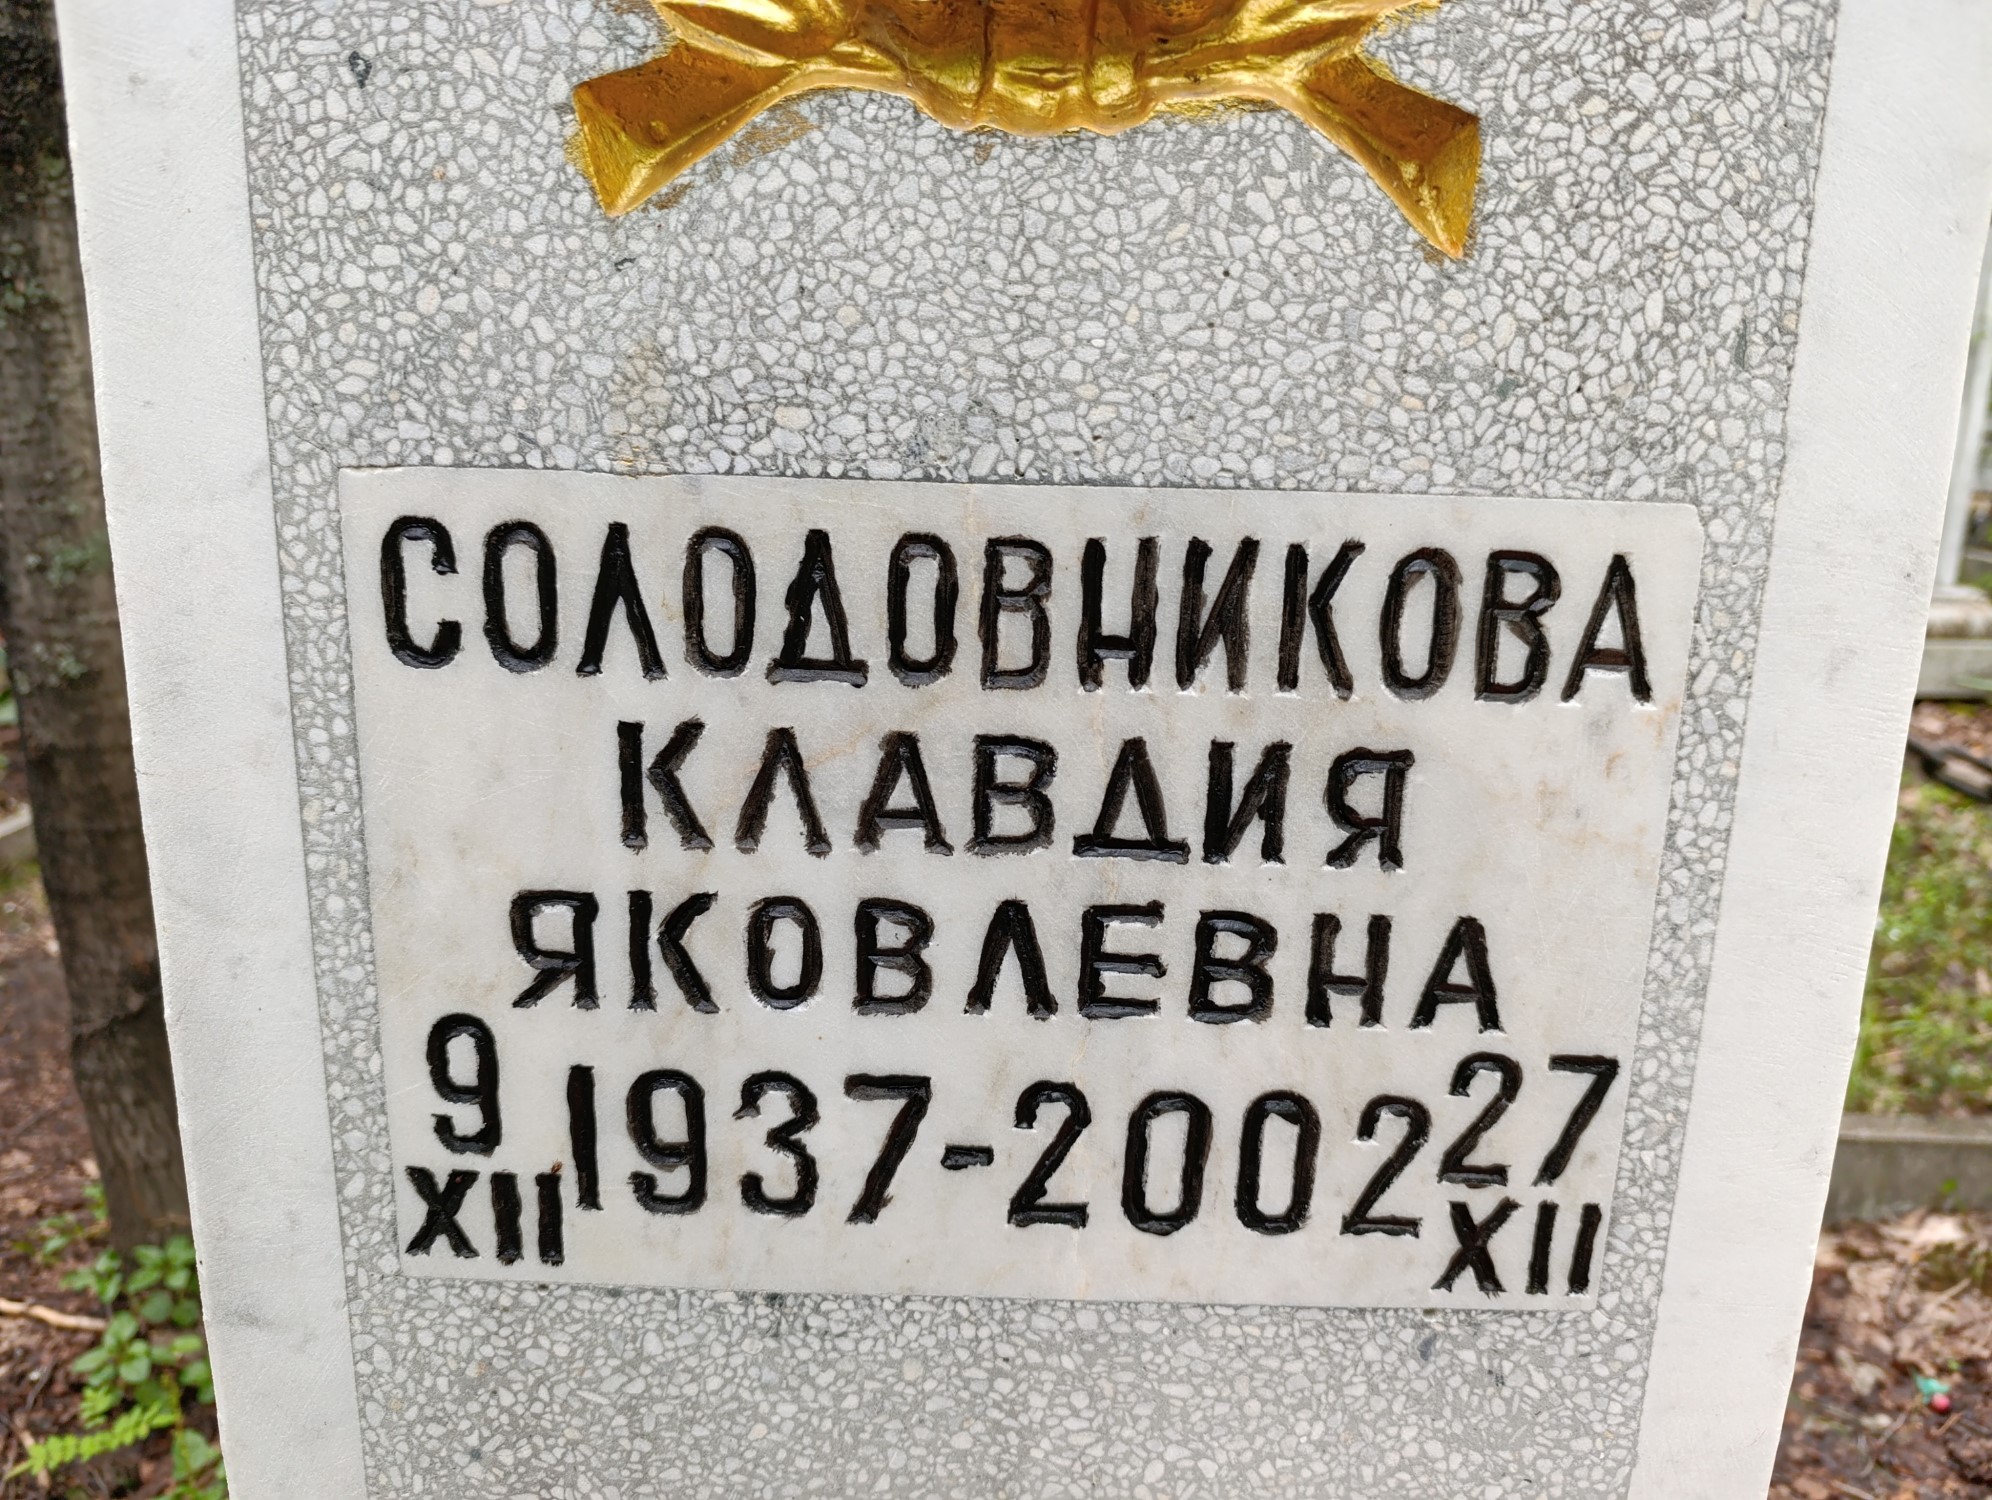 СОЛОДОВНИКОВА
КЛАВДИЯ
ЯКОВЛЕВНА
9 XII 1937-2002 27 XII